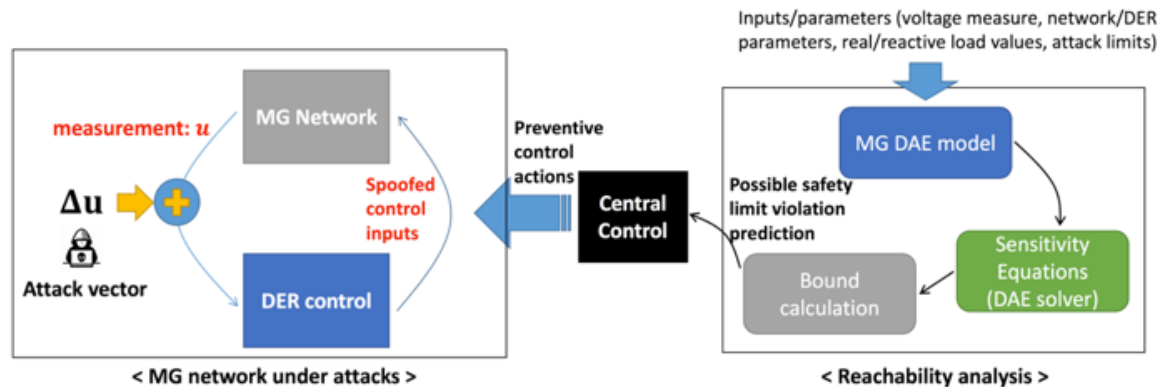 Inputs/parameters (voltage measure, network/DER
parameters, real/reactive load values, attack limits)
MG Network
measurement: u
Δu
Attack vector
Spoofed
control
inputs
DER control
< MG network under attacks >
Preventive
control
actions
Central
Control
MG DAE model
Possible safety
limit violation
prediction
Sensitivity
Equations
(DAE solver)
Bound
calculation
< Reachability analysis >